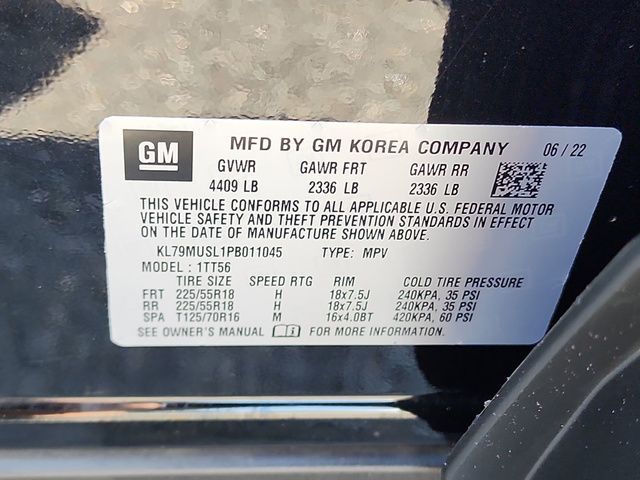 GM MFD BY GM KOREA COMPANY 06 / 22
GVWR GAWR FRT GAWR RR
4409 LB 2336 LB 2336 LB
THIS VEHICLE CONFORMS TO ALL APPLICABLE U.S. FEDERAL MOTOR
VEHICLE SAFETY AND THEFT PREVENTION STANDARDS IN EFFECT
ON THE DATE OF MANUFACTURE SHOWN ABOVE.
KL79MUSL1PB011045 TYPE: MPV
MODEL : 1TT56
TIRE SIZE SPEED RTG RIM COLD TIRE PRESSURE
FRT 225/55R18 H 18x7.5J 240KPA, 35 PSI
RR 225/55R18 H 18x7.5J 240KPA, 35 PSI
SPA T125/70R16 M 16x4.0BT 420KPA, 60 PSI
SEE OWNER'S MANUAL FOR MORE INFORMATION.